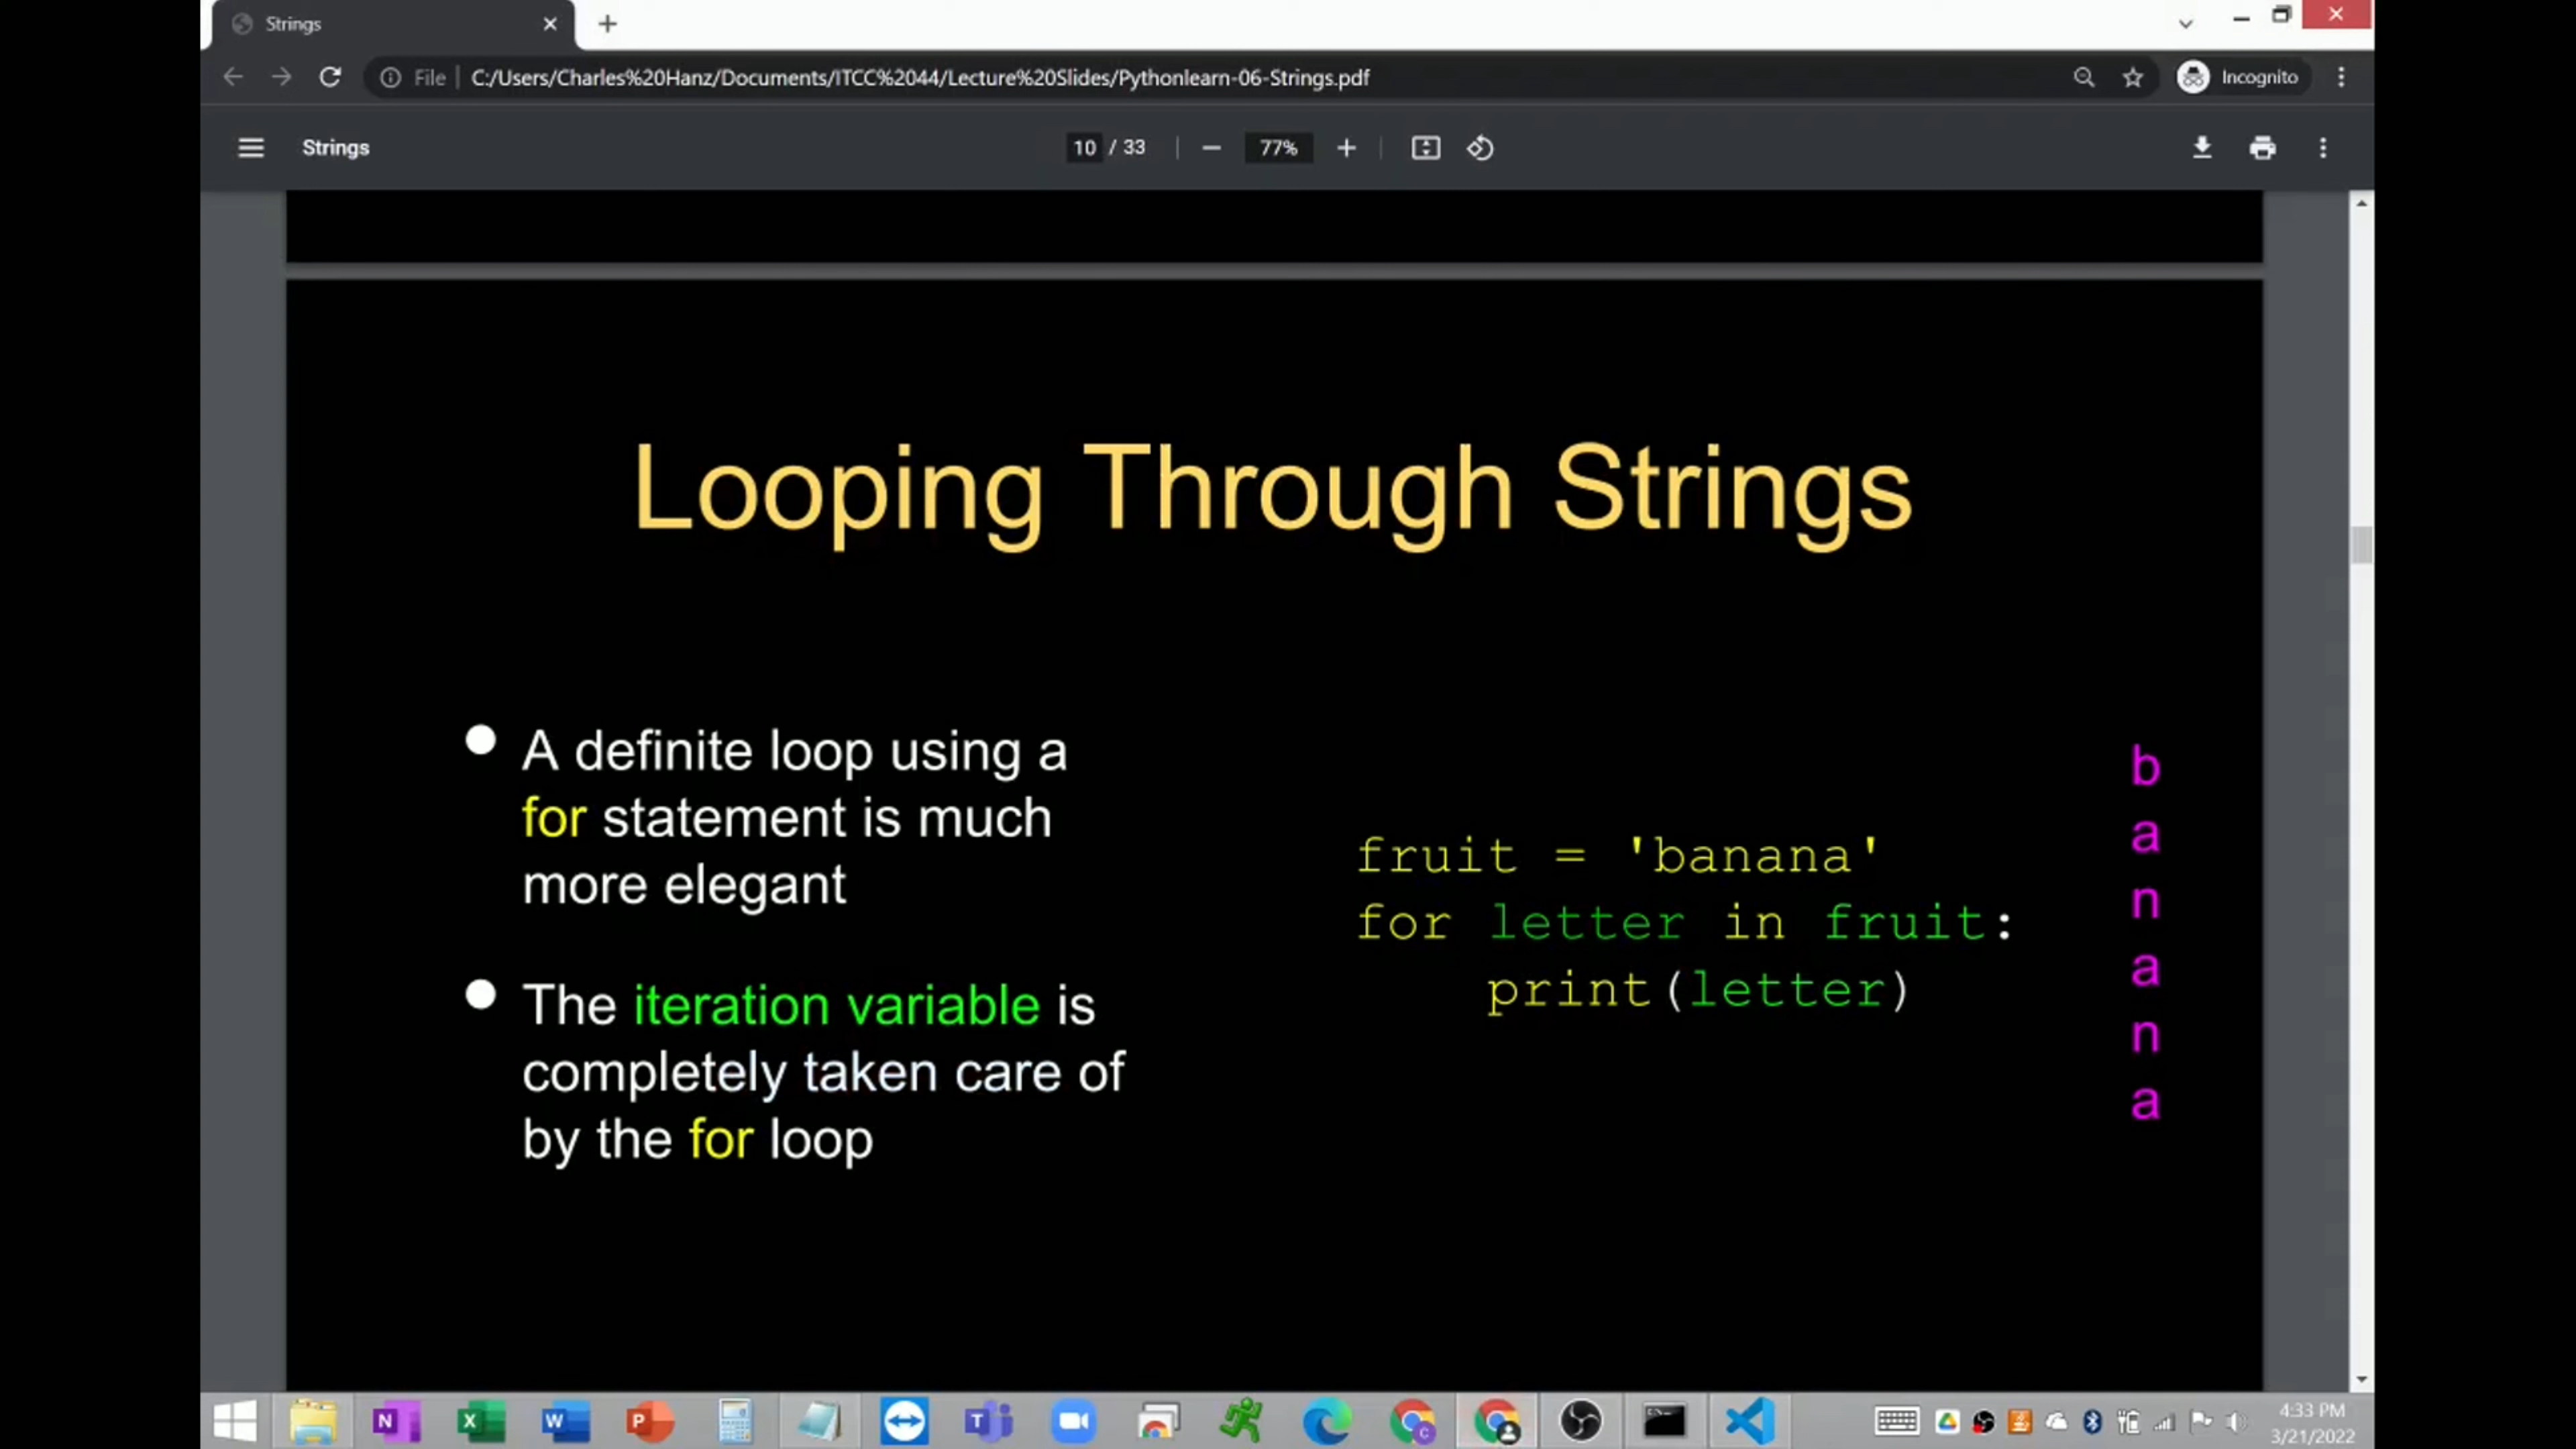 Strings
File
C:/Users/Charles%20Hanz/Documents/ITCC%2044/Lecture%20Slides/Pythonlearn-06-Strings.pdf
Incognito
Strings
10 / 33
77%
Looping Through Strings
A definite loop using a
for statement is much
more elegant
The iteration variable is
completely taken care of
by the for loop
fruit = 'banana'
for letter in fruit:
    print(letter)
b
a
n
a
n
a
4:33 PM
3/21/2022